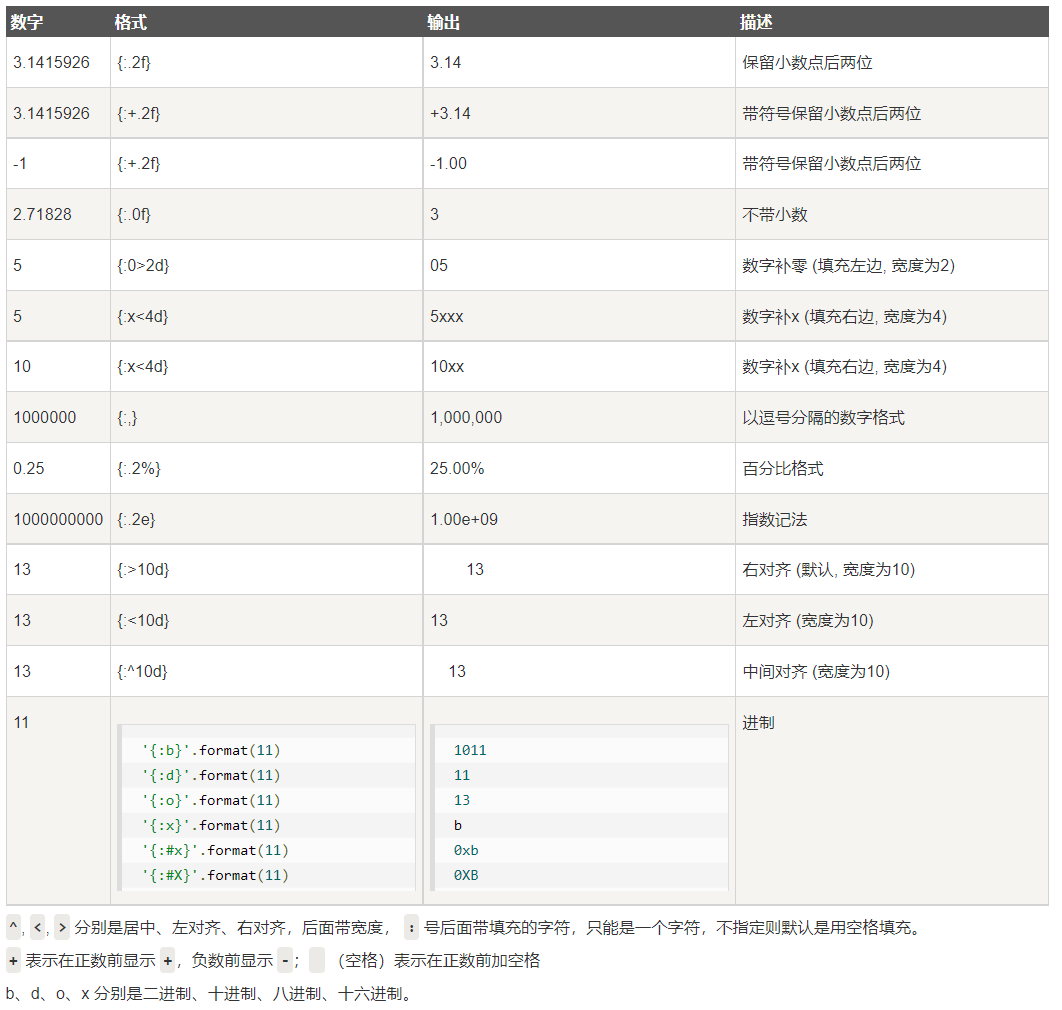 数字 格式 输出 描述
3.1415926 {:.2f} 3.14 保留小数点后两位
3.1415926 {:+.2f} +3.14 带符号保留小数点后两位
-1 {:+.2f} -1.00 带符号保留小数点后两位
2.71828 {:.0f} 3 不带小数
5 {:0>2d} 05 数字补零 (填充左边, 宽度为2)
5 {:x<4d} 5xxx 数字补x (填充右边, 宽度为4)
10 {:x<4d} 10xx 数字补x (填充右边, 宽度为4)
1000000 {:,} 1,000,000 以逗号分隔的数字格式
0.25 {:.2%} 25.00% 百分比格式
1000000000 {:.2e} 1.00e+09 指数记法
13 {:>10d} 13 右对齐 (默认, 宽度为10)
13 {:<10d} 13 左对齐 (宽度为10)
13 {:^10d} 13 中间对齐 (宽度为10)
11 进制
'{:b}'.format(11) 1011
'{:d}'.format(11) 11
'{:o}'.format(11) 13
'{:x}'.format(11) b
'{:#x}'.format(11) 0xb
'{:#X}'.format(11) 0XB
^, <, > 分别是居中、左对齐、右对齐，后面带宽度， : 号后面带填充的字符，只能是一个字符，不指定则默认是用空格填充。
+ 表示在正数前显示 +，负数前显示 -； （空格）表示在正数前加空格
b、d、o、x 分别是二进制、十进制、八进制、十六进制。